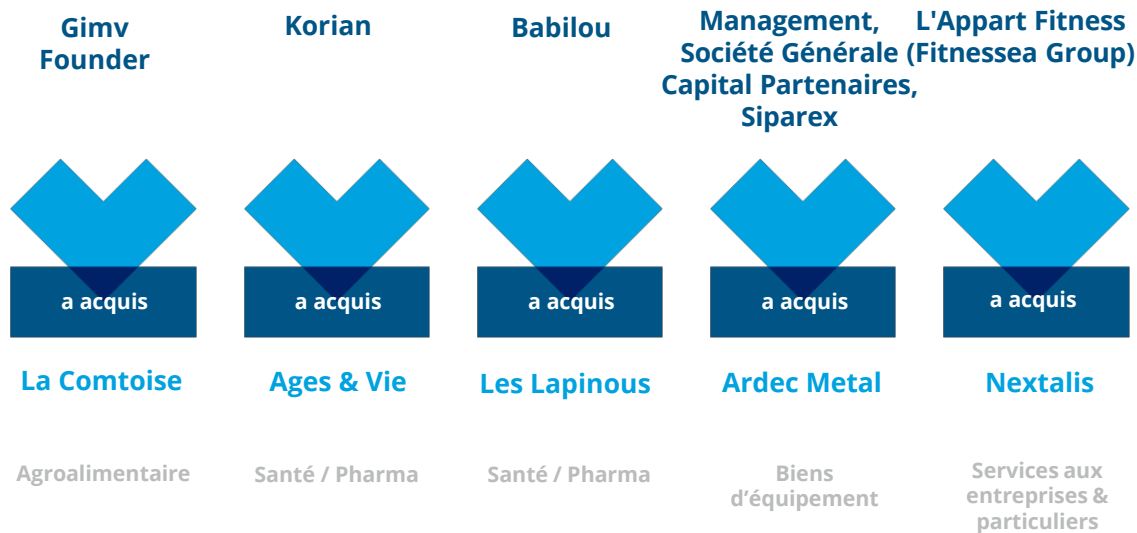 Gimv
Founder
a acquis
La Comtoise
Agroalimentaire
Korian
a acquis
Ages & Vie
Santé / Pharma
Babilou
a acquis
Les Lapinous
Santé / Pharma
Management,
Société Générale
Capital Partenaires,
Siparex
a acquis
Ardec Metal
Biens
d’équipement
L'Appart Fitness
(Fitnessea Group)
a acquis
Nextalis
Services aux
entreprises &
particuliers